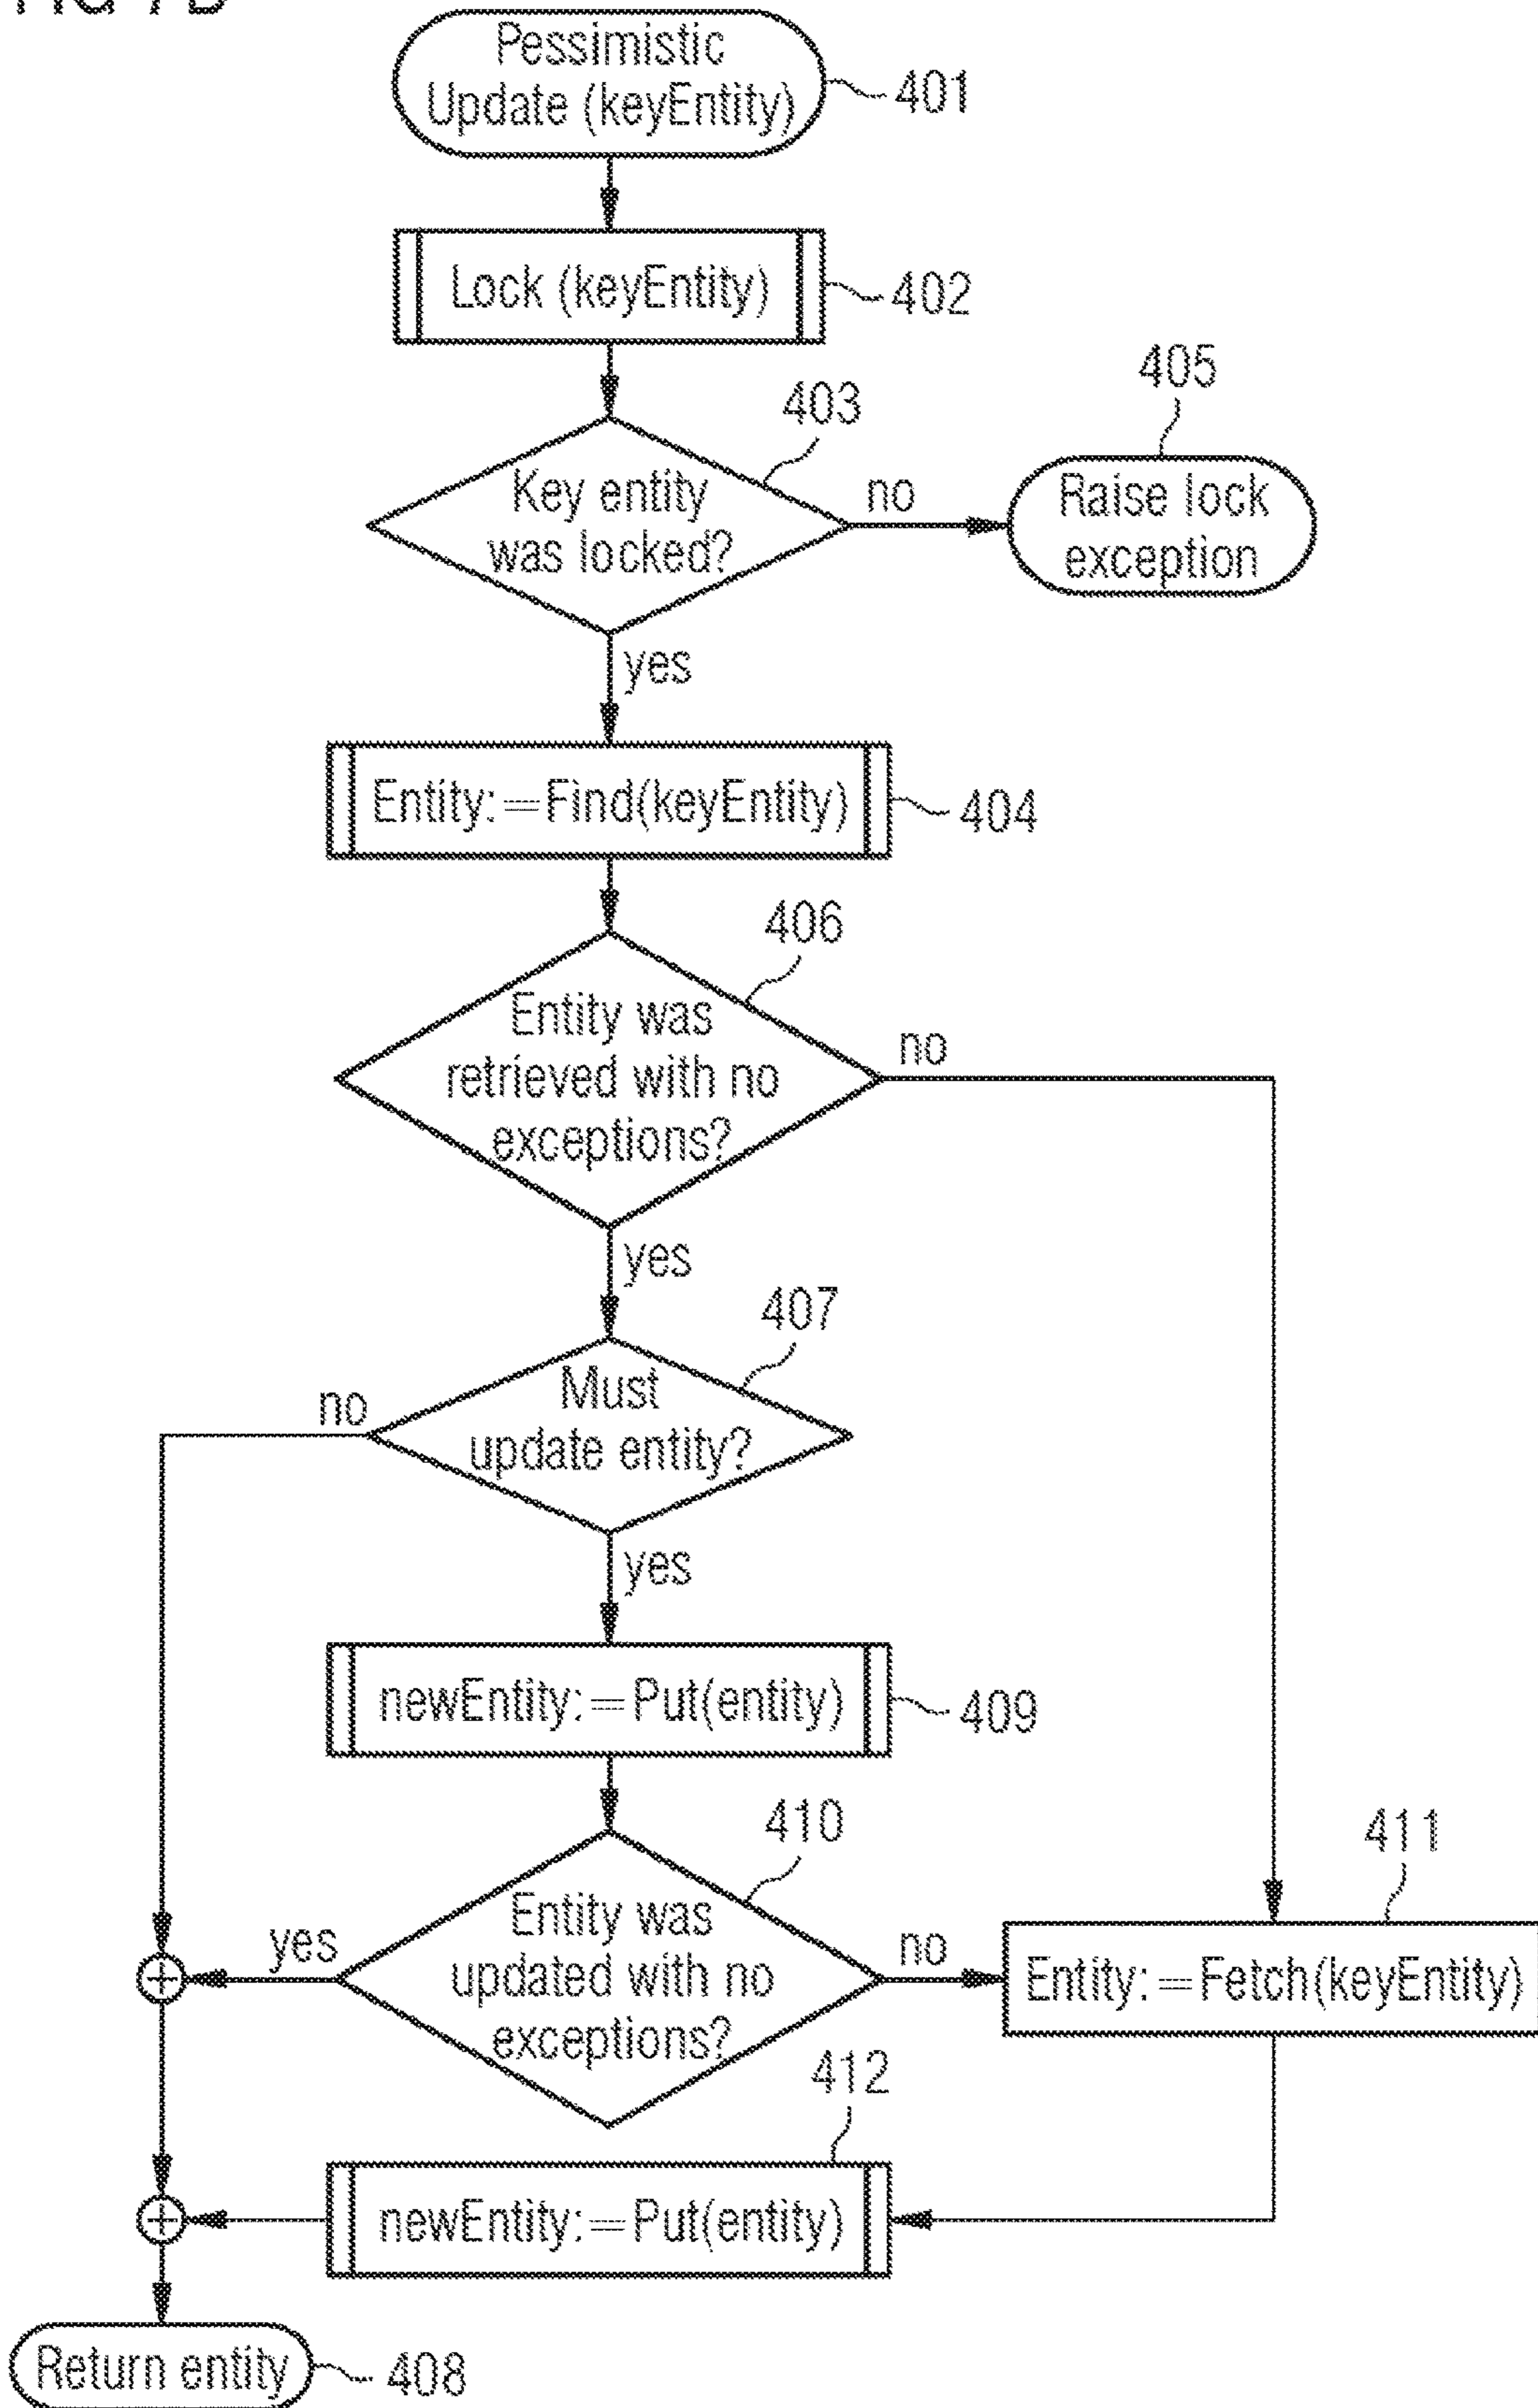 Pessimistic
Update (keyEntity)
401
Lock (keyEntity)
402
403
405
Key entity
was locked?
no
Raise lock
exception
yes
Entity:=Find(keyEntity)
404
406
Entity was
retrieved with no
exceptions?
no
yes
407
no
Must
update entity?
yes
newEntity:=Put(entity)
409
410
411
yes
Entity was
updated with no
exceptions?
no
Entity:=Fetch(keyEntity)
412
newEntity:=Put(entity)
Return entity
408